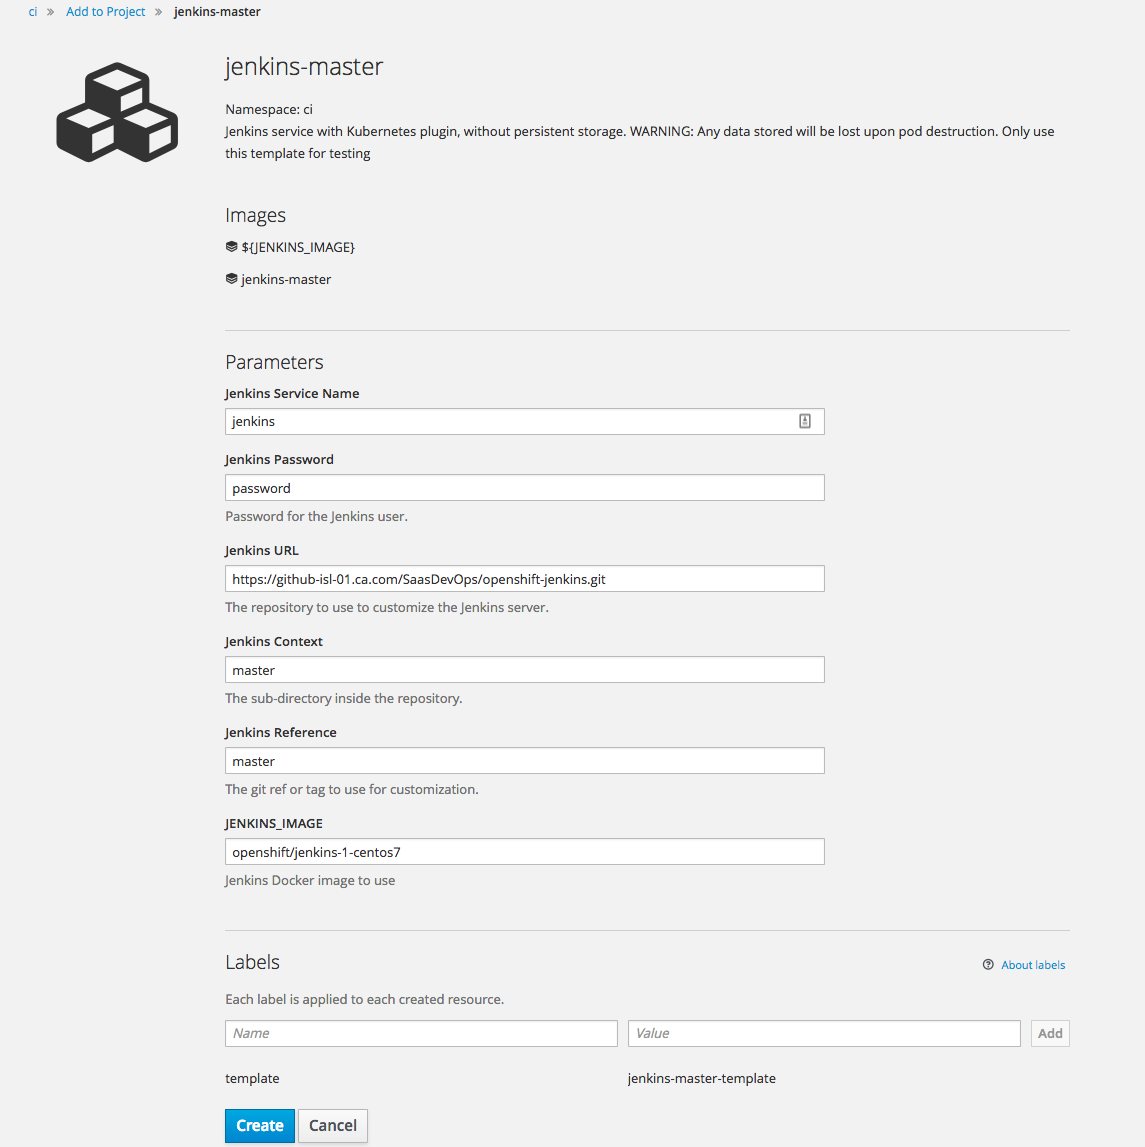 ci » Add to Project » jenkins-master
jenkins-master
Namespace: ci
Jenkins service with Kubernetes plugin, without persistent storage. WARNING: Any data stored will be lost upon pod destruction. Only use
this template for testing
Images
${JENKINS_IMAGE}
jenkins-master
Parameters
Jenkins Service Name
jenkins
Jenkins Password
password
Password for the Jenkins user.
Jenkins URL
https://github-isl-01.ca.com/SaasDevOps/openshift-jenkins.git
The repository to use to customize the Jenkins server.
Jenkins Context
master
The sub-directory inside the repository.
Jenkins Reference
master
The git ref or tag to use for customization.
JENKINS_IMAGE
openshift/jenkins-1-centos7
Jenkins Docker image to use
Labels About labels
Each label is applied to each created resource.
Name Value Add
template jenkins-master-template
Create Cancel